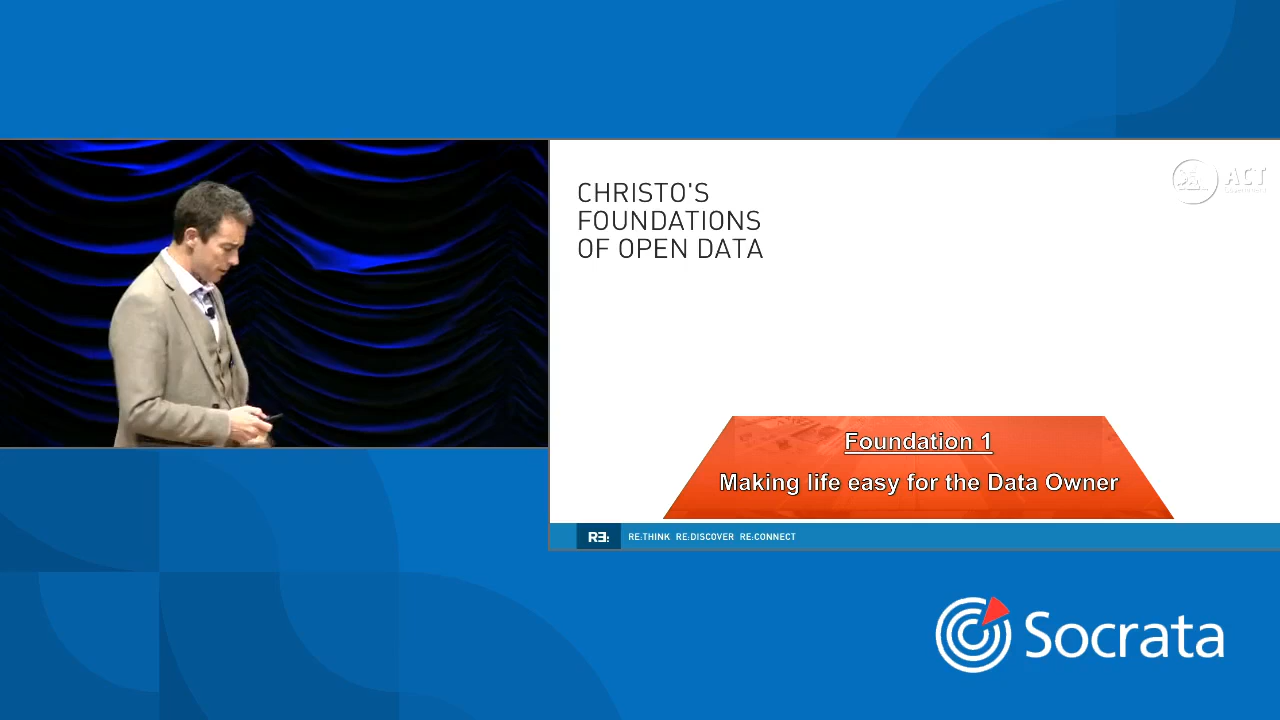 CHRISTO'S
FOUNDATIONS
OF OPEN DATA
ACT
Government
Foundation 1
Making life easy for the Data Owner
RE:
RE:THINK RE:DISCOVER RE:CONNECT
Socrata